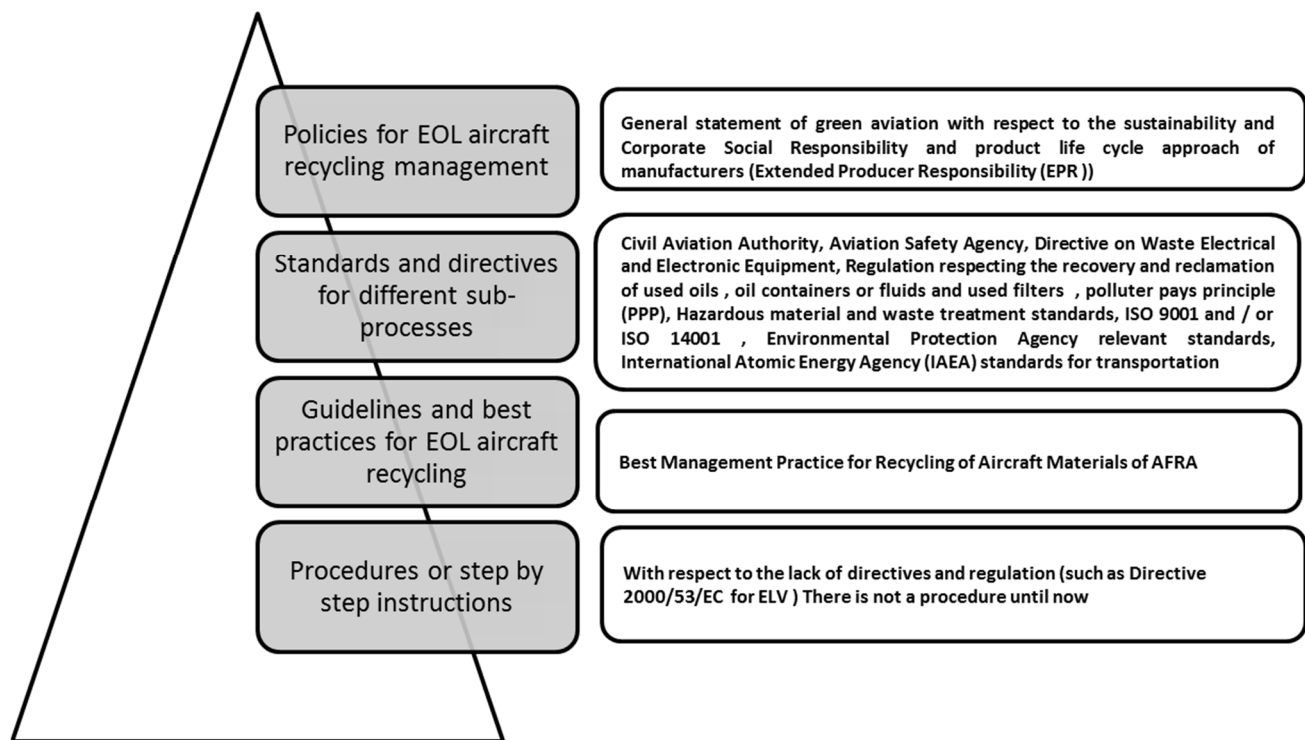 Policies for EOL aircraft
recycling management
General statement of green aviation with respect to the sustainability and
Corporate Social Responsibility and product life cycle approach of
manufacturers (Extended Producer Responsibility (EPR ))
Standards and directives
for different sub-
processes
Civil Aviation Authority, Aviation Safety Agency, Directive on Waste Electrical
and Electronic Equipment, Regulation respecting the recovery and reclamation
of used oils , oil containers or fluids and used filters , polluter pays principle
(PPP), Hazardous material and waste treatment standards, ISO 9001 and / or
ISO 14001 , Environmental Protection Agency relevant standards,
International Atomic Energy Agency (IAEA) standards for transportation
Guidelines and best
practices for EOL aircraft
recycling
Best Management Practice for Recycling of Aircraft Materials of AFRA
Procedures or step by
step instructions
With respect to the lack of directives and regulation (such as Directive
2000/53/EC for ELV ) There is not a procedure until now